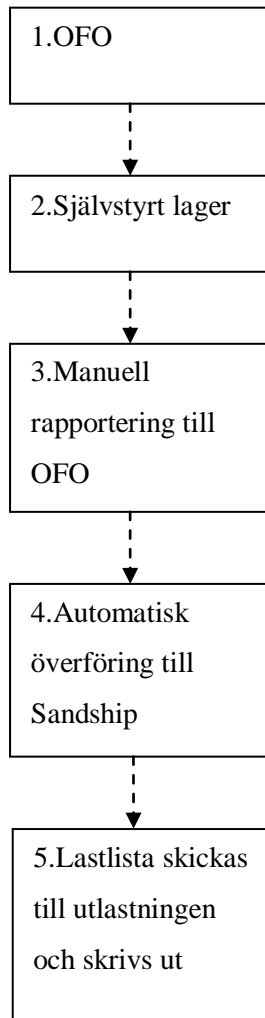 1.OFO
2.Självstyrt lager
3.Manuell
rapportering till
OFO
4.Automatisk
överföring till
Sandship
5.Lastlista skickas
till utlastningen
och skrivs ut